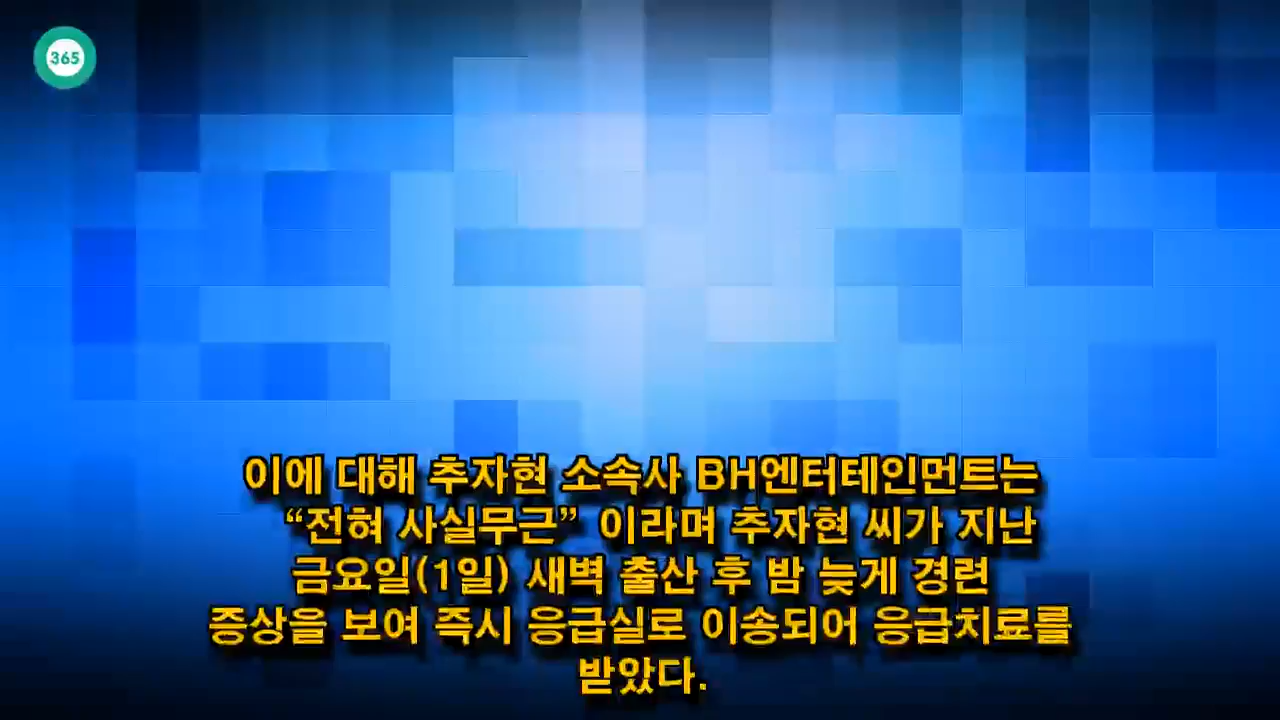 365
이에 대해 추자현 소속사 BH엔터테인먼트는
“전혀 사실무근” 이라며 추자현 씨가 지난
금요일(1일) 새벽 출산 후 밤 늦게 경련
증상을 보여 즉시 응급실로 이송되어 응급치료를
받았다.